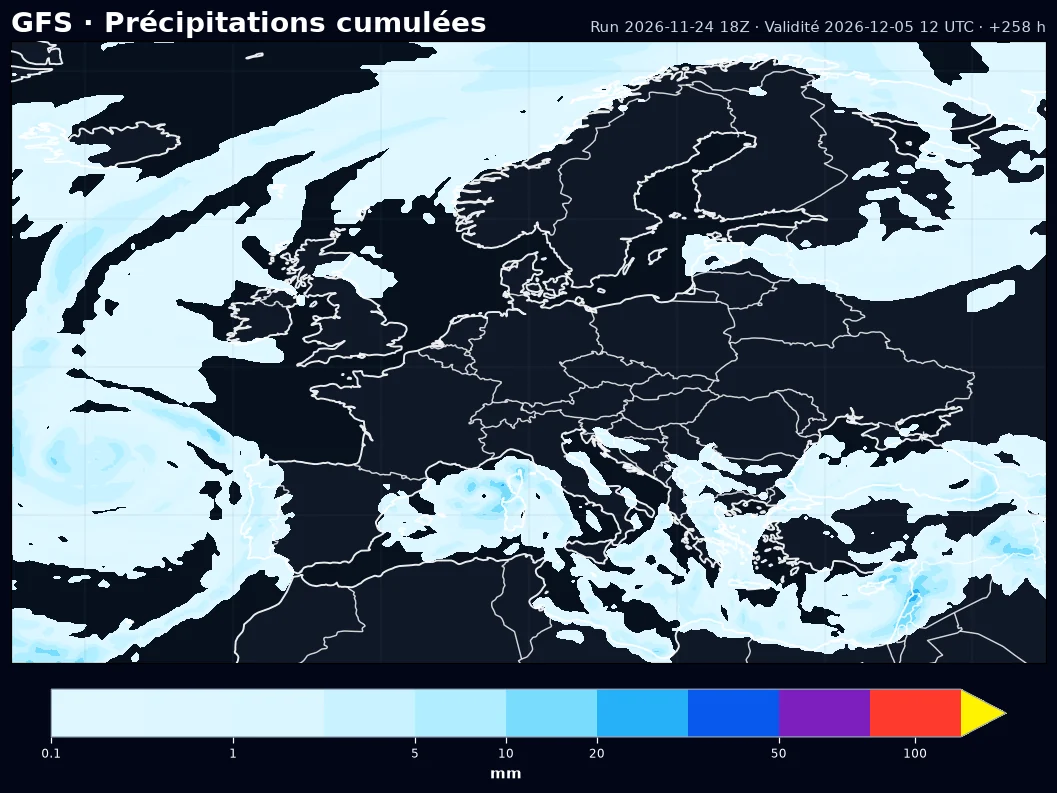 GFS · Précipitations cumulées
Run 2026-11-24 18Z · Validité 2026-12-05 12 UTC · +258 h
0.1 1 5 10 20 50 100
mm